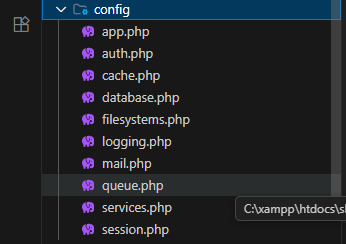 config
app.php
auth.php
cache.php
database.php
filesystems.php
logging.php
mail.php
queue.php
C:\xampp\htdocs\s
services.php
session.php